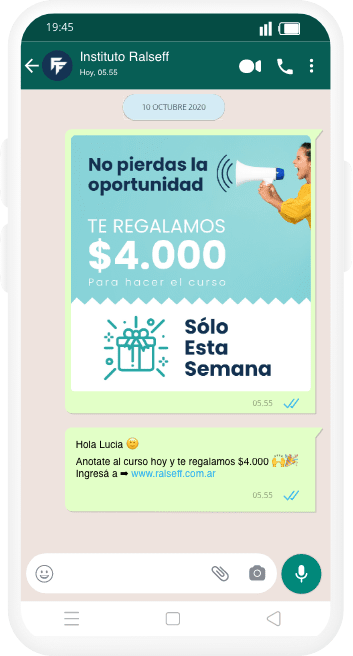 19:45
Instituto Ralseff
Hoy, 05.55
10 OCTUBRE 2020
No pierdas la
oportunidad
TE REGALAMOS
$4.000
Para hacer el curso
Sólo
Esta
Semana
05.55
Hola Lucia 😊
Anotate al curso hoy y te regalamos $4.000 🙌🎉
Ingresá a ➡ www.ralseff.com.ar
05.55